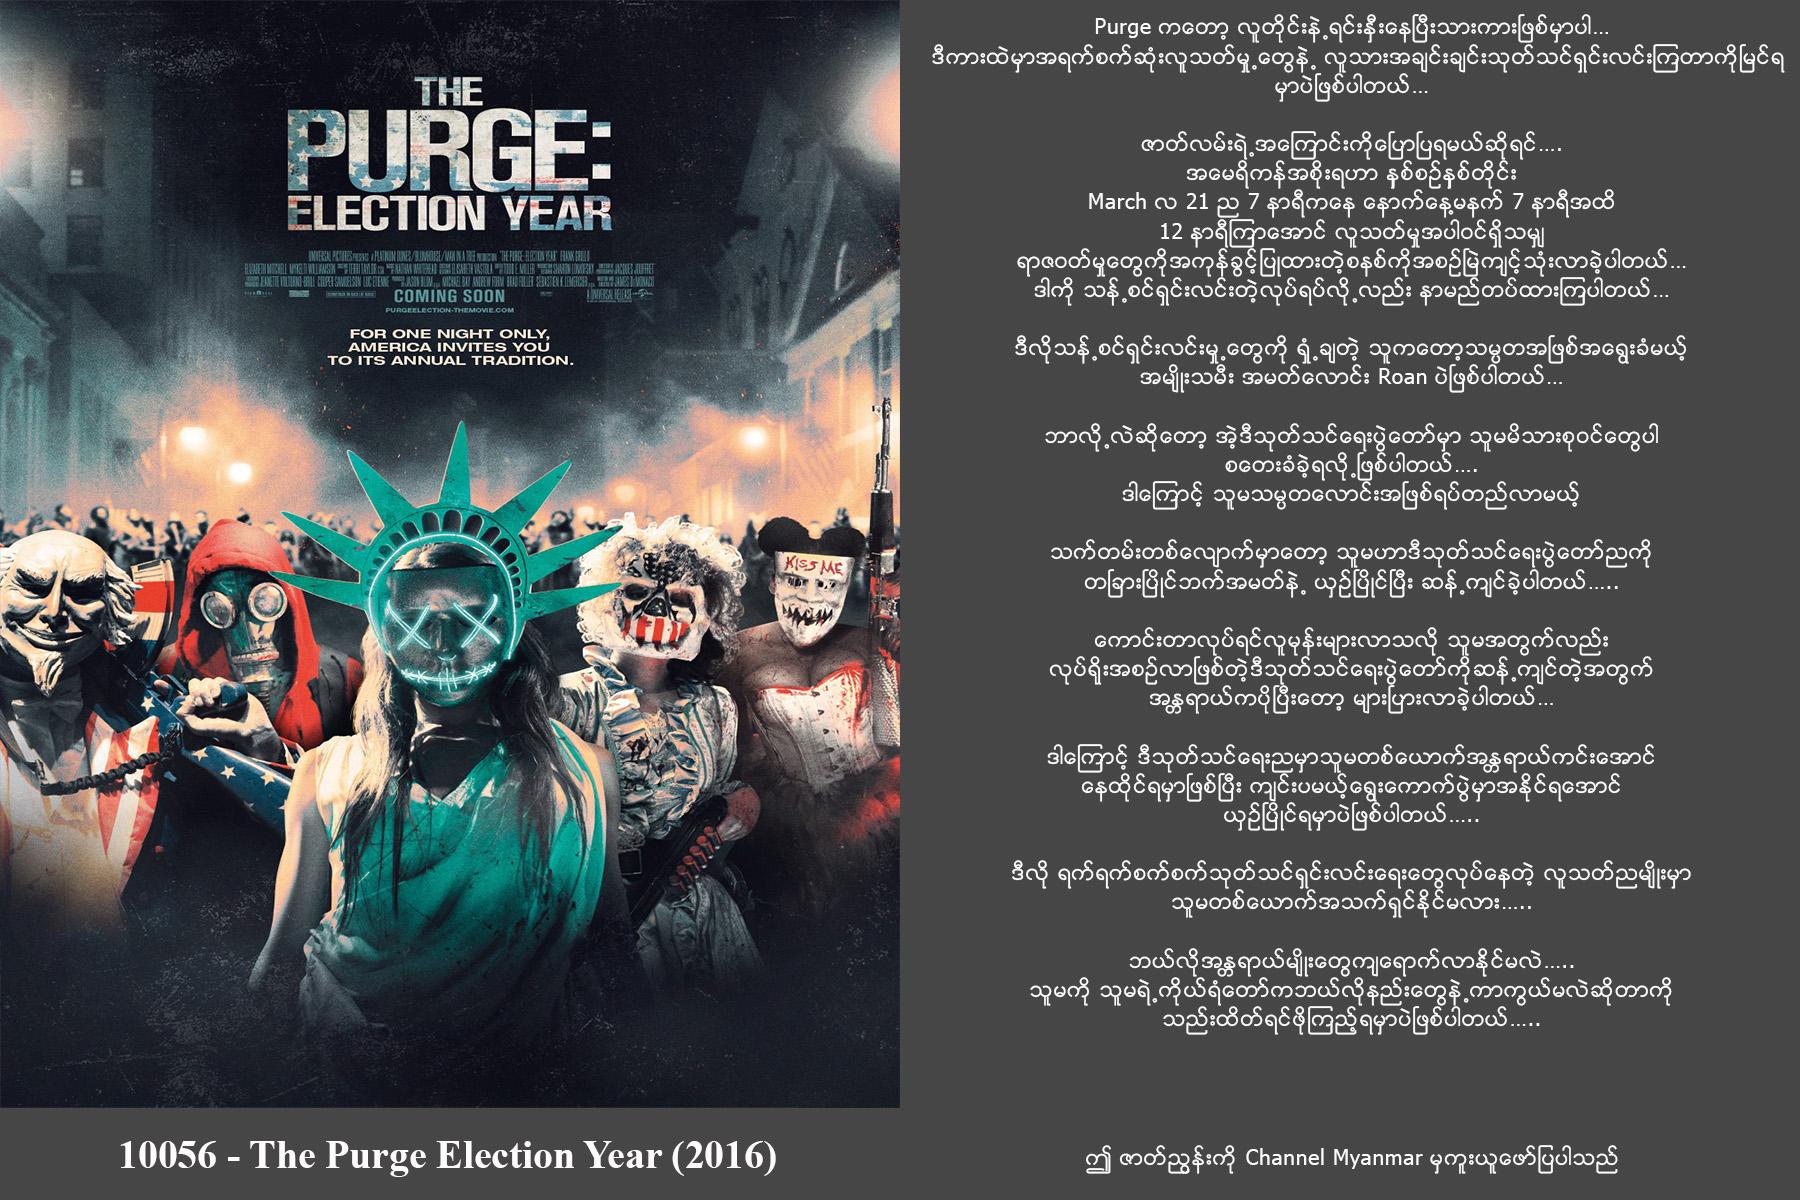 THE
PURGE:
ELECTION YEAR
COMING SOON
PURGEELECTION-THEMOVIE.COM
FOR ONE NIGHT ONLY,
AMERICA INVITES YOU
TO ITS ANNUAL TRADITION.
KISS ME
10056 - The Purge Election Year (2016)
Purge ကတော့ လူတိုင်းနဲ့ ရင်းနှီးနေပြီးသားကားဖြစ်မှာပါ...
ဒီကားထဲမှာအရက်စက်ဆုံးလူသတ်မှု့တွေနဲ့ လူသားအချင်းချင်းသုတ်သင်ရှင်းလင်းကြတာကိုမြင်ရ
မှာပဲဖြစ်ပါတယ်...
ဇာတ်လမ်းရဲ့အကြောင်းကိုပြောပြရမယ်ဆိုရင်....
အမေရိကန်အစိုးရဟာ နှစ်စဉ်နှစ်တိုင်း
March လ 21 ည 7 နာရီကနေ နောက်နေ့မနက် 7 နာရီအထိ
12 နာရီကြာအောင် လူသတ်မှုအပါဝင်ရှိသမျှ
ရာဇဝတ်မှုတွေကိုအကုန်ခွင့်ပြုထားတဲ့စနစ်ကိုအစဉ်မြဲကျင့်သုံးလာခဲ့ပါတယ်...
ဒါကို သန့်စင်ရှင်းလင်းတဲ့လုပ်ရပ်လို့လည်း နာမည်တပ်ထားကြပါတယ်...
ဒီလိုသန့်စင်ရှင်းလင်းမှု့တွေကို ရှုံ့ချတဲ့ သူကတော့သမ္မတအဖြစ်အရွေးခံမယ့်
အမျိုးသမီး အမတ်လောင်း Roan ပဲဖြစ်ပါတယ်...
ဘာလို့လဲဆိုတော့ အဲ့ဒီသုတ်သင်ရေးပွဲတော်မှာ သူမမိသားစုဝင်တွေပါ
စတေးခံခဲ့ရလို့ဖြစ်ပါတယ်....
ဒါကြောင့် သူမသမ္မတလောင်းအဖြစ်ရပ်တည်လာမယ့်
သက်တမ်းတစ်လျောက်မှာတော့ သူမဟာဒီသုတ်သင်ရေးပွဲတော်ညကို
တခြားပြိုင်ဘက်အမတ်နဲ့ ယှဉ်ပြိုင်ပြီး ဆန့်ကျင်ခဲ့ပါတယ်.....
ကောင်းတာလုပ်ရင်လူမုန်းများလာသလို သူမအတွက်လည်း
လုပ်ရိုးအစဉ်လာဖြစ်တဲ့ဒီသုတ်သင်ရေးပွဲတော်ကိုဆန့်ကျင်တဲ့အတွက်
အန္တရာယ်ကပိုပြီးတော့ များပြားလာခဲ့ပါတယ်...
ဒါကြောင့် ဒီသုတ်သင်ရေးညမှာသူမတစ်ယောက်အန္တရာယ်ကင်းအောင်
နေထိုင်ရမှာဖြစ်ပြီး ကျင်းပမယ့်ရွေးကောက်ပွဲမှာအနိုင်ရအောင်
ယှဉ်ပြိုင်ရမှာပဲဖြစ်ပါတယ်.....
ဒီလို ရက်ရက်စက်စက်သုတ်သင်ရှင်းလင်းရေးတွေလုပ်နေတဲ့ လူသတ်ညမျိုးမှာ
သူမတစ်ယောက်အသက်ရှင်နိုင်မလား.....
ဘယ်လိုအန္တရာယ်မျိုးတွေကျရောက်လာနိုင်မလဲ.....
သူမကို သူမရဲ့ကိုယ်ရံတော်ကဘယ်လိုနည်းတွေနဲ့ကာကွယ်မလဲဆိုတာကို
သည်းထိတ်ရင်ဖိုကြည့်ရမှာပဲဖြစ်ပါတယ်.....
ဤ ဇာတ်ညွန်းကို Channel Myanmar မှကူးယူဖော်ပြပါသည်